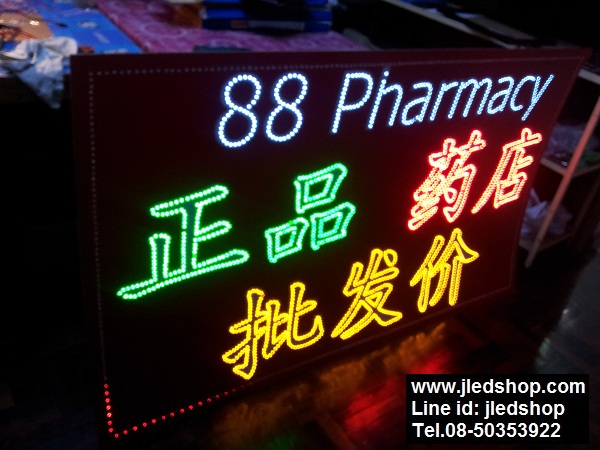 88 Pharmacy
正品 药店
批发价
www.jledshop.com
Line id: jledshop
Tel.08-50353922